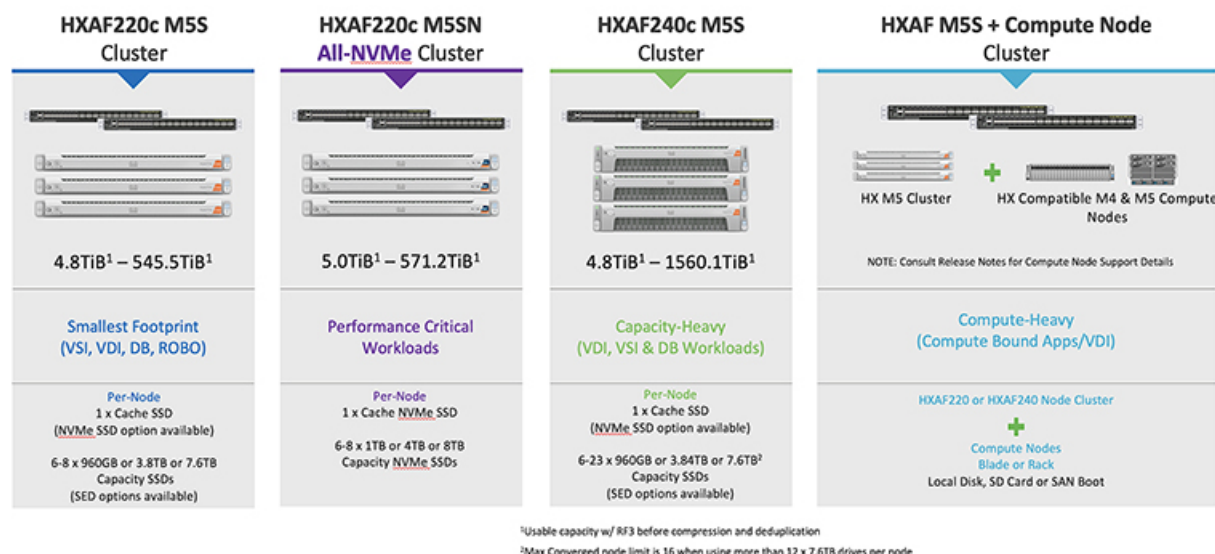 HXAF220c M5S
Cluster
4.8TiB¹ – 545.5TiB¹
Smallest Footprint
(VSI, VDI, DB, ROBO)
Per-Node
1 x Cache SSD
(NVMe SSD option available)
6-8 x 960GB or 3.8TB or 7.6TB
Capacity SSDs
(SED options available)
HXAF220c M5SN
All-NVMe Cluster
5.0TiB¹ – 571.2TiB¹
Performance Critical
Workloads
Per-Node
1 x Cache NVMe SSD
6-8 x 1TB or 4TB or 8TB
Capacity NVMe SSDs
HXAF240c M5S
Cluster
4.8TiB¹ – 1560.1TiB¹
Capacity-Heavy
(VDI, VSI & DB Workloads)
Per-Node
1 x Cache SSD
(NVMe SSD option available)
6-23 x 960GB or 3.84TB or 7.6TB²
Capacity SSDs
(SED options available)
HXAF M5S + Compute Node
Cluster
HX M5 Cluster
HX Compatible M4 & M5 Compute
Nodes
NOTE: Consult Release Notes for Compute Node Support Details
Compute-Heavy
(Compute Bound Apps/VDI)
HXAF220 or HXAF240 Node Cluster
Compute Nodes
Blade or Rack
Local Disk, SD Card or SAN Boot
¹Usable capacity w/ RF3 before compression and deduplication
²Max Converged node limit is 16 when using more than 12 x 7.6TB drives per node